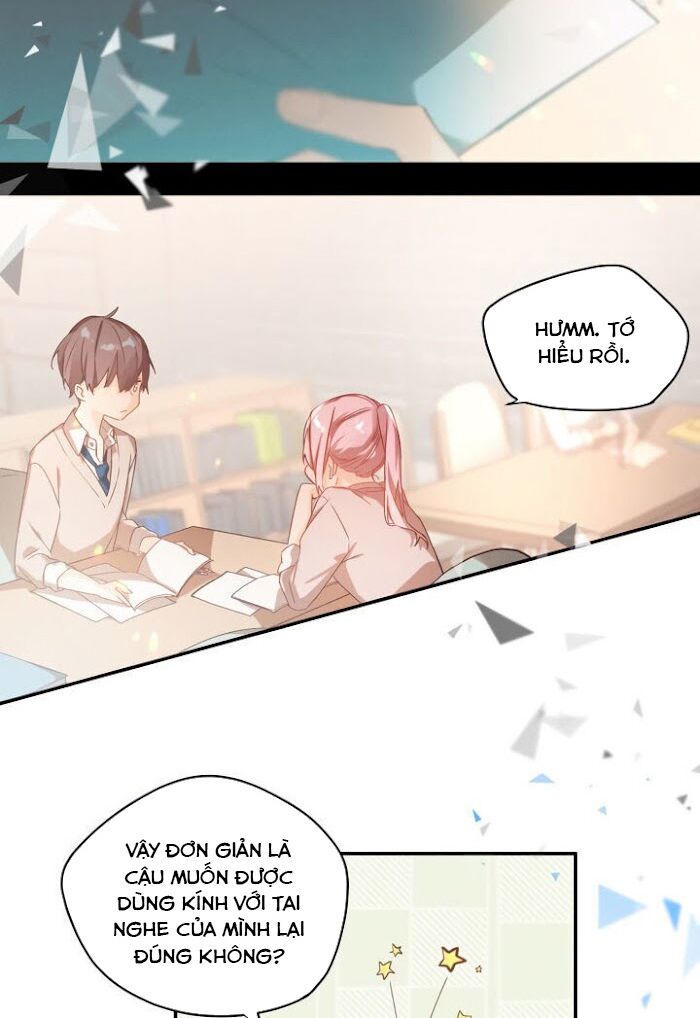 HƯMM. TỚ
HIỂU RỒI.
VẬY ĐƠN GIẢN LÀ
CẬU MUỐN ĐƯỢC
DÙNG KÍNH VỚI TAI
NGHE CỦA MÌNH LẠI
ĐÚNG KHÔNG?